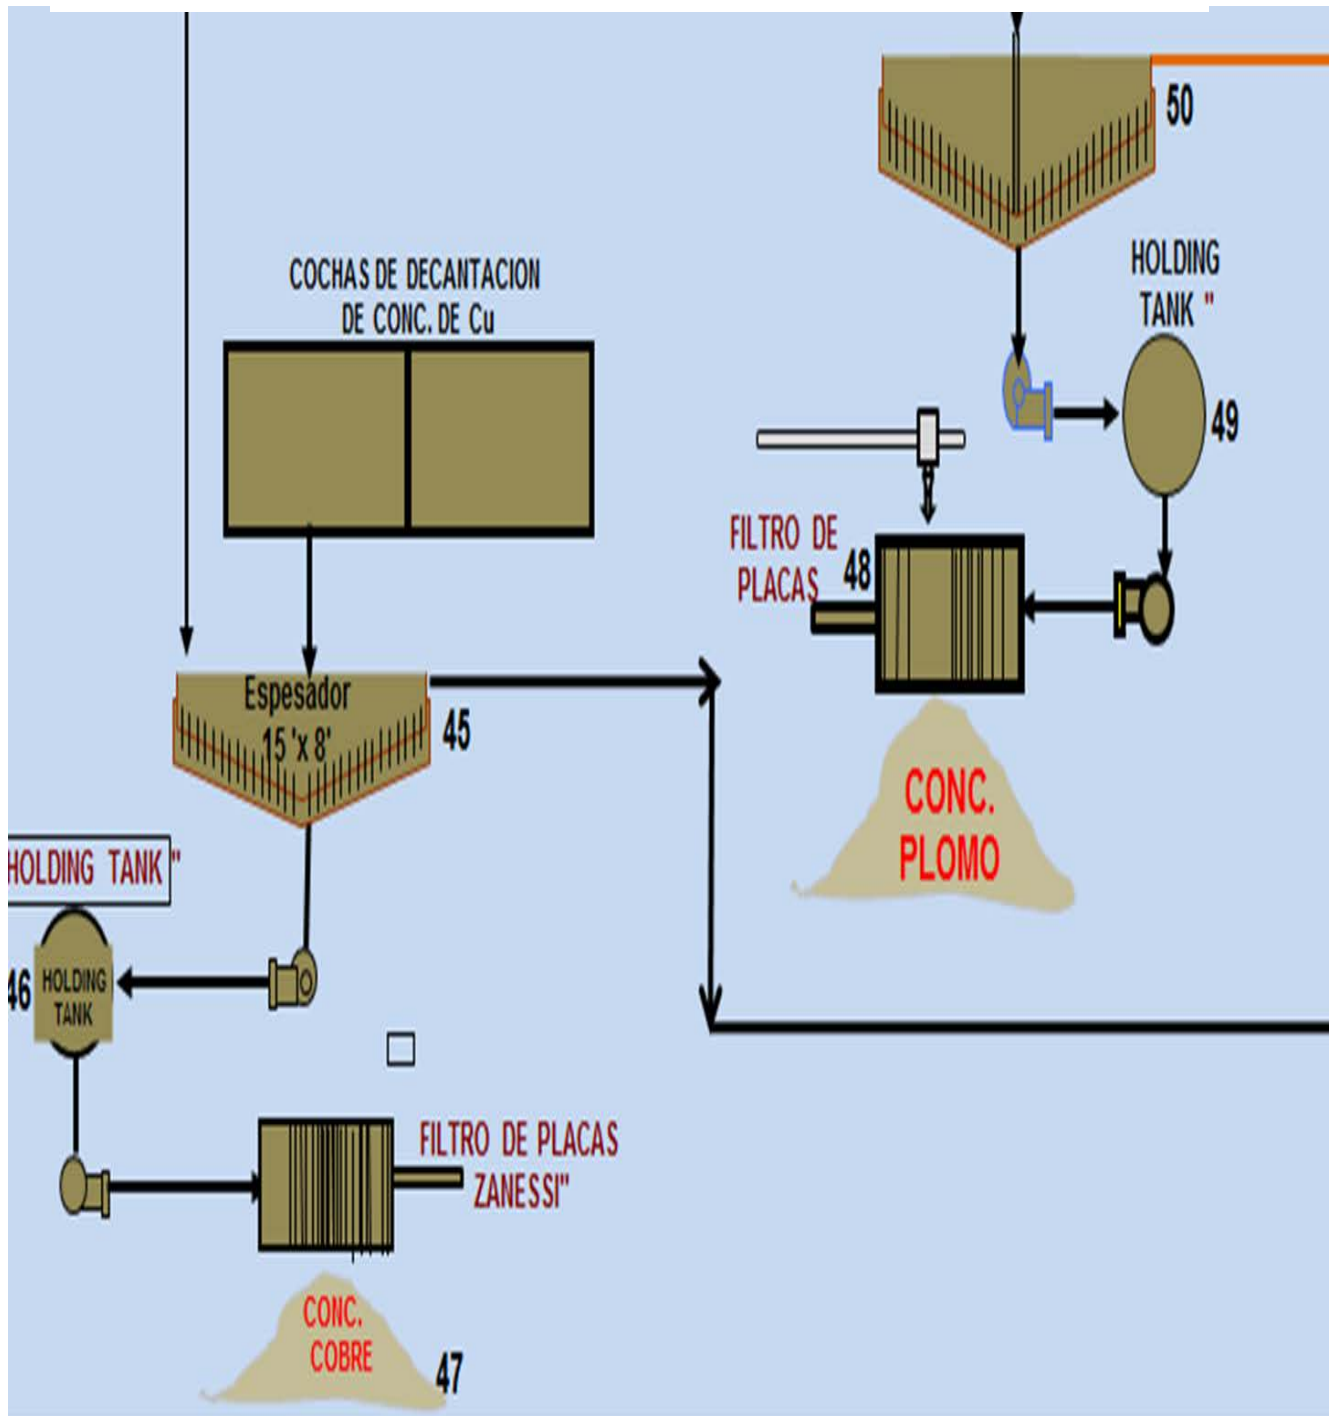 50
COCHAS DE DECANTACION
DE CONC. DE Cu
HOLDING
TANK "
49
FILTRO DE
PLACAS
48
Espesador
15 'x 8'
45
CONC.
PLOMO
HOLDING TANK "
46
HOLDING
TANK
FILTRO DE PLACAS
ZANESSI"
CONC.
COBRE
47